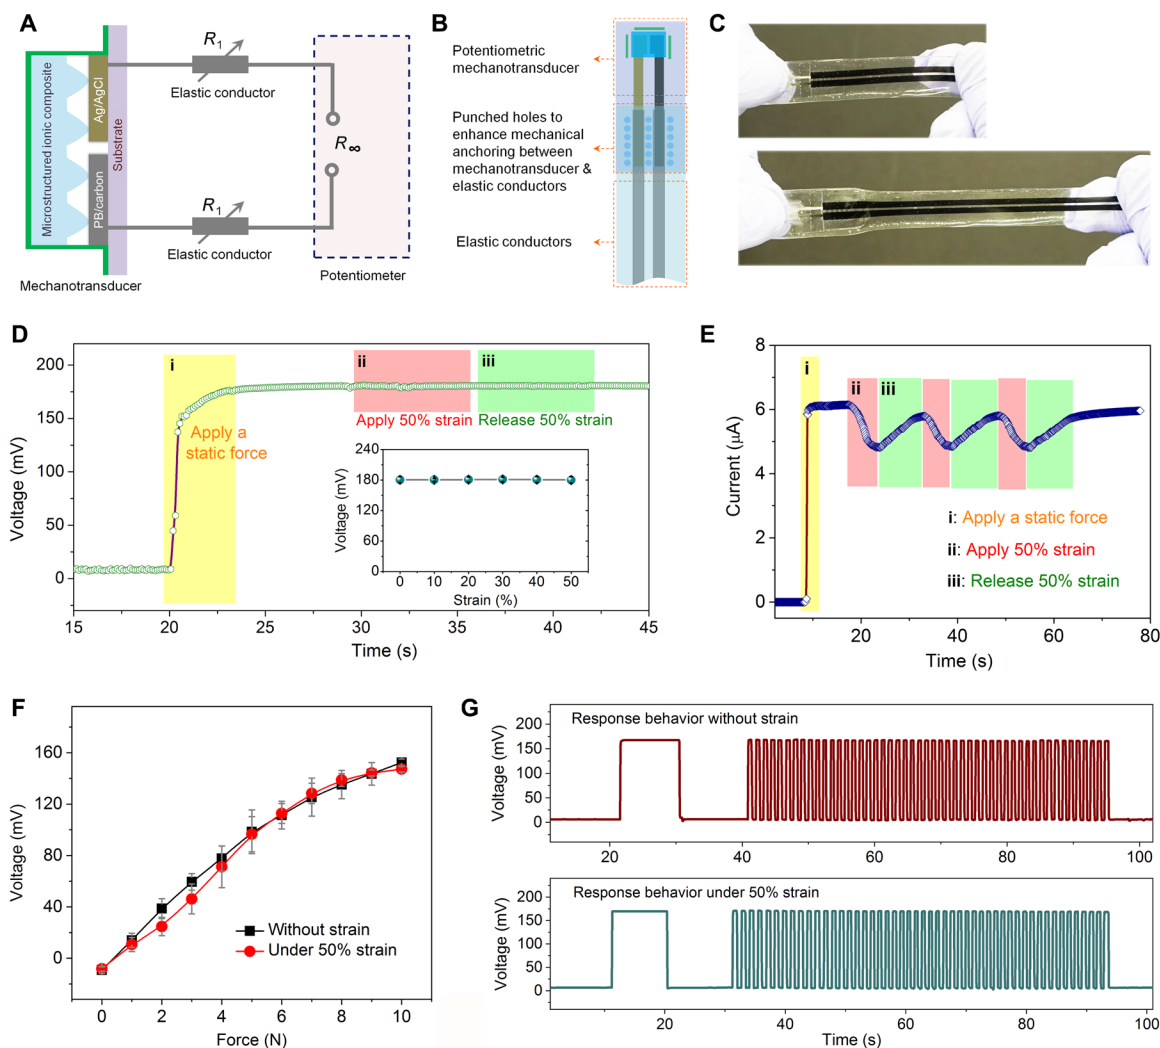 A
Microstructured ionic composite
Ag/AgCl
PB/carbon
Substrate
R1
Elastic conductor
R∞
R1
Elastic conductor
Mechanotransducer
Potentiometer
B
Potentiometric
mechanotransducer
Punched holes to
enhance mechanical
anchoring between
mechanotransducer &
elastic conductors
Elastic conductors
C
D
Voltage (mV)
200
150
100
50
0
i
Apply a
static force
ii
Apply 50% strain
iii
Release 50% strain
Voltage (mV)
240
180
120
60
0
0 10 20 30 40 50
Strain (%)
15 20 25 30 35 40 45
Time (s)
E
Current (μA)
8
6
4
2
0
i
ii
iii
i: Apply a static force
ii: Apply 50% strain
iii: Release 50% strain
0 20 40 60 80
Time (s)
F
Voltage (mV)
160
120
80
40
0
Without strain
Under 50% strain
0 2 4 6 8 10
Force (N)
G
Response behavior without strain
Voltage (mV)
200
150
100
50
0
20 40 60 80 100
Response behavior under 50% strain
Voltage (mV)
200
150
100
50
0
20 40 60 80 100
Time (s)